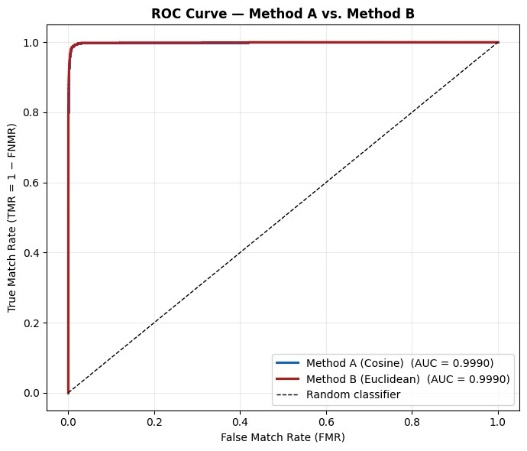 ROC Curve — Method A vs. Method B
True Match Rate (TMR = 1 − FNMR)
1.0
0.8
0.6
0.4
0.2
0.0
0.0 0.2 0.4 0.6 0.8 1.0
False Match Rate (FMR)
Method A (Cosine) (AUC = 0.9990)
Method B (Euclidean) (AUC = 0.9990)
Random classifier